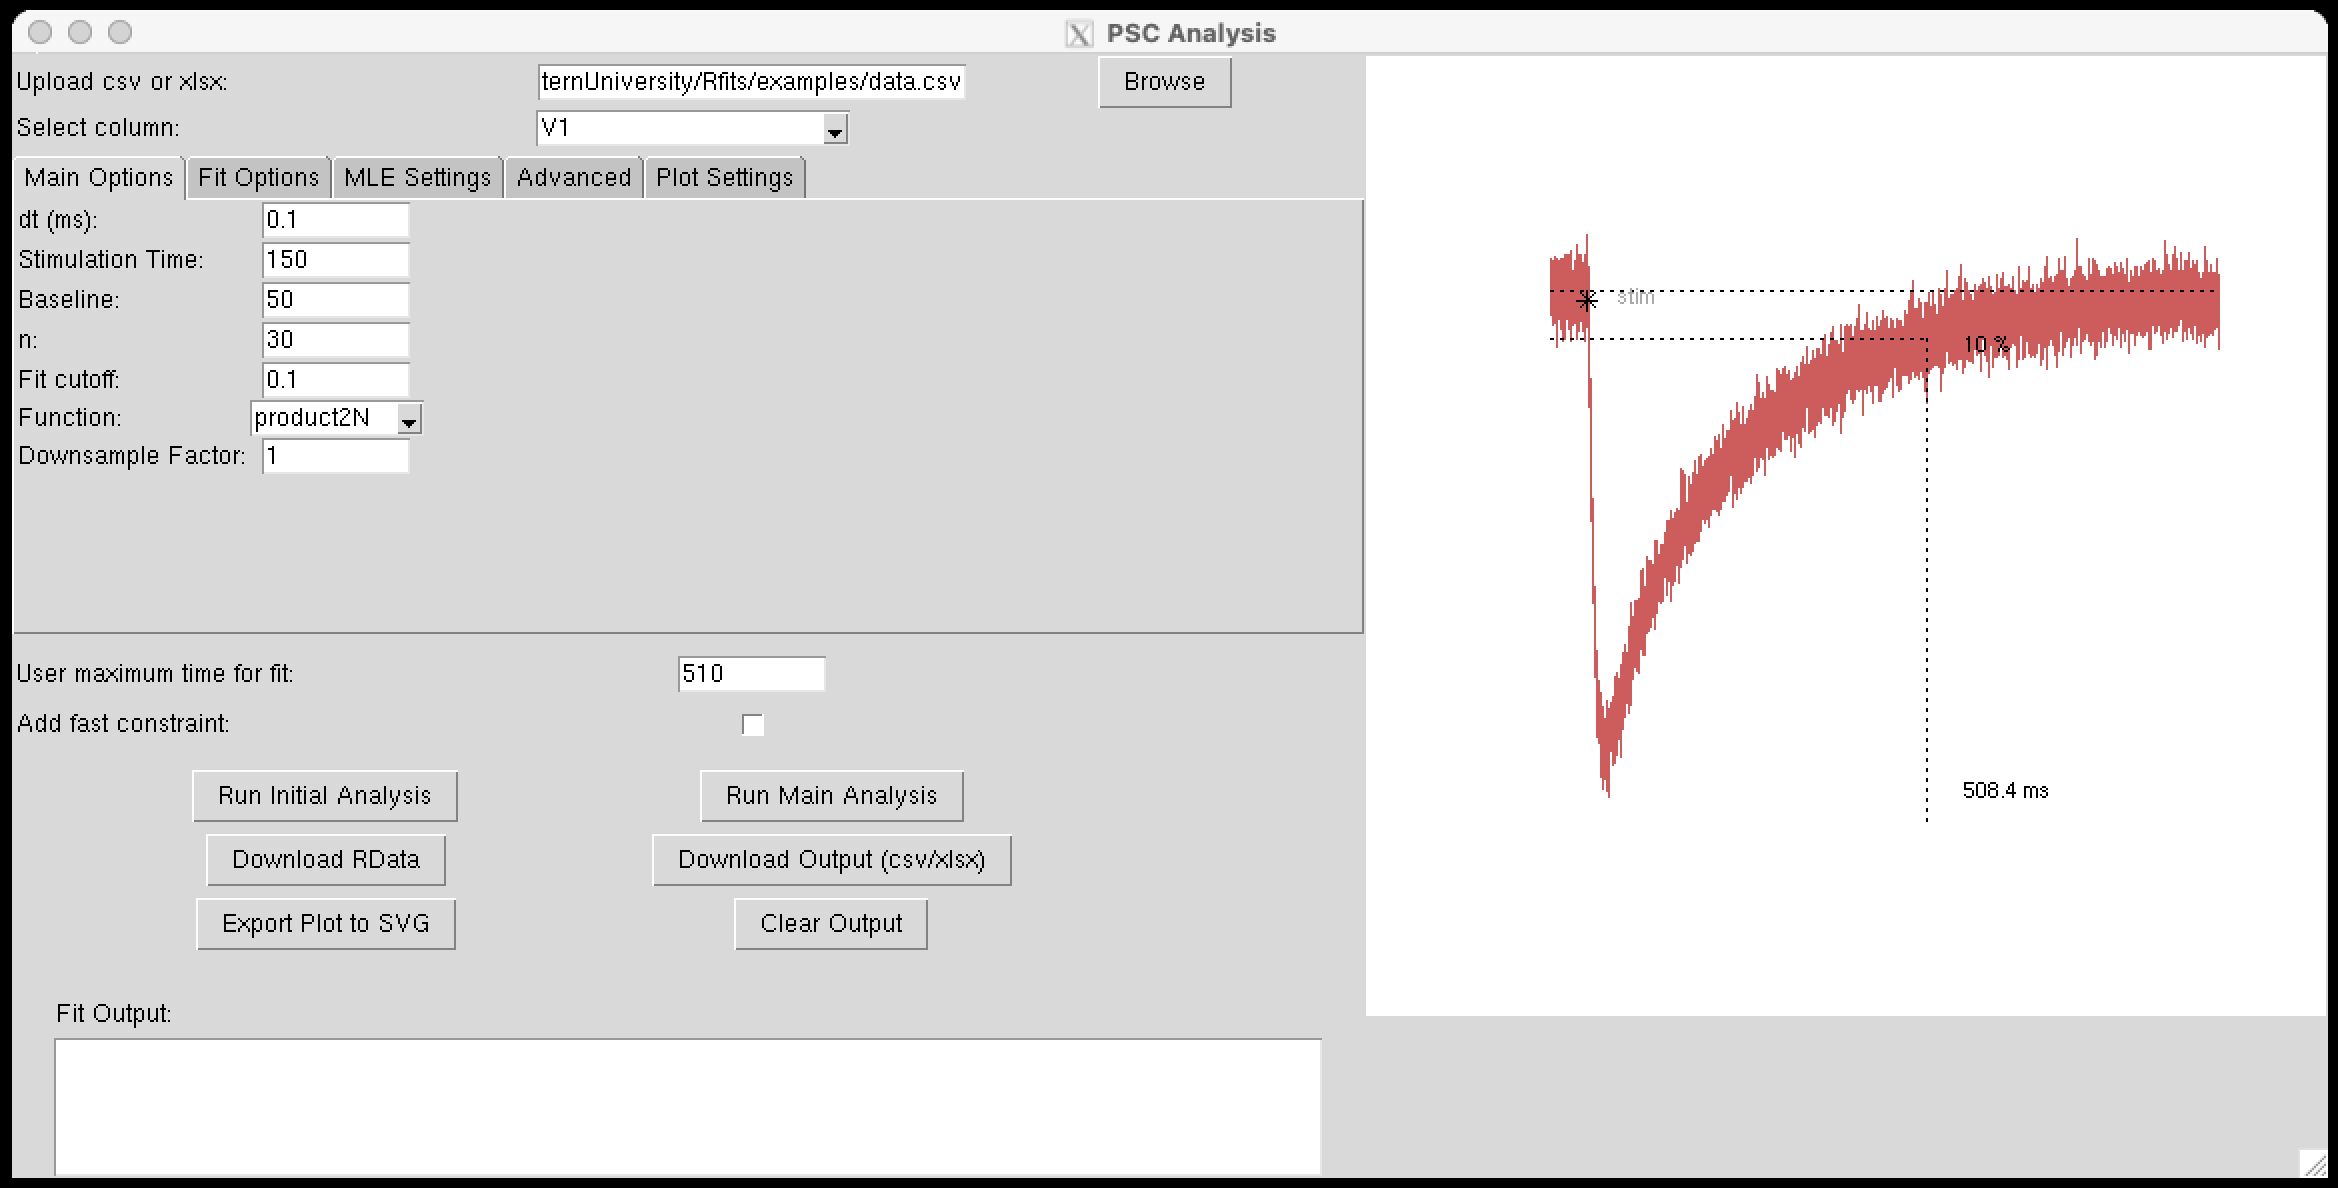 PSC Analysis
Upload csv or xlsx: ternUniversity/Rfits/examples/data.csv Browse
Select column: V1
Main Options Fit Options MLE Settings Advanced Plot Settings
dt (ms): 0.1
Stimulation Time: 150
Baseline: 50
n: 30
Fit cutoff: 0.1
Function: product2N
Downsample Factor: 1
User maximum time for fit: 510
Add fast constraint:
Run Initial Analysis Run Main Analysis
Download RData Download Output (csv/xlsx)
Export Plot to SVG Clear Output
Fit Output:
stim
10 %
508.4 ms